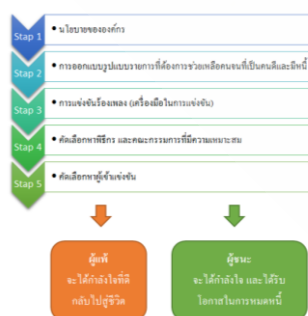 Stap 1
• นโยบายขององค์กร
Stap 2
• การออกแบบรูปแบบรายการที่ต้องการช่วยเหลือคนจนที่เป็นคนดีและมีหนี้
Stap 3
• การแข่งขันร้องเพลง (เครื่องมือในการแข่งขัน)
Stap 4
• คัดเลือกหาพิธีกร และคณะกรรมการที่มีความเหมาะสม
Stap 5
• คัดเลือกหาผู้เข้าแข่งขัน
ผู้แพ้
จะได้กำลังใจที่ดี
กลับไปสู่ชีวิต
ผู้ชนะ
จะได้กำลังใจ และได้รับ
โอกาสในการหมดหนี้